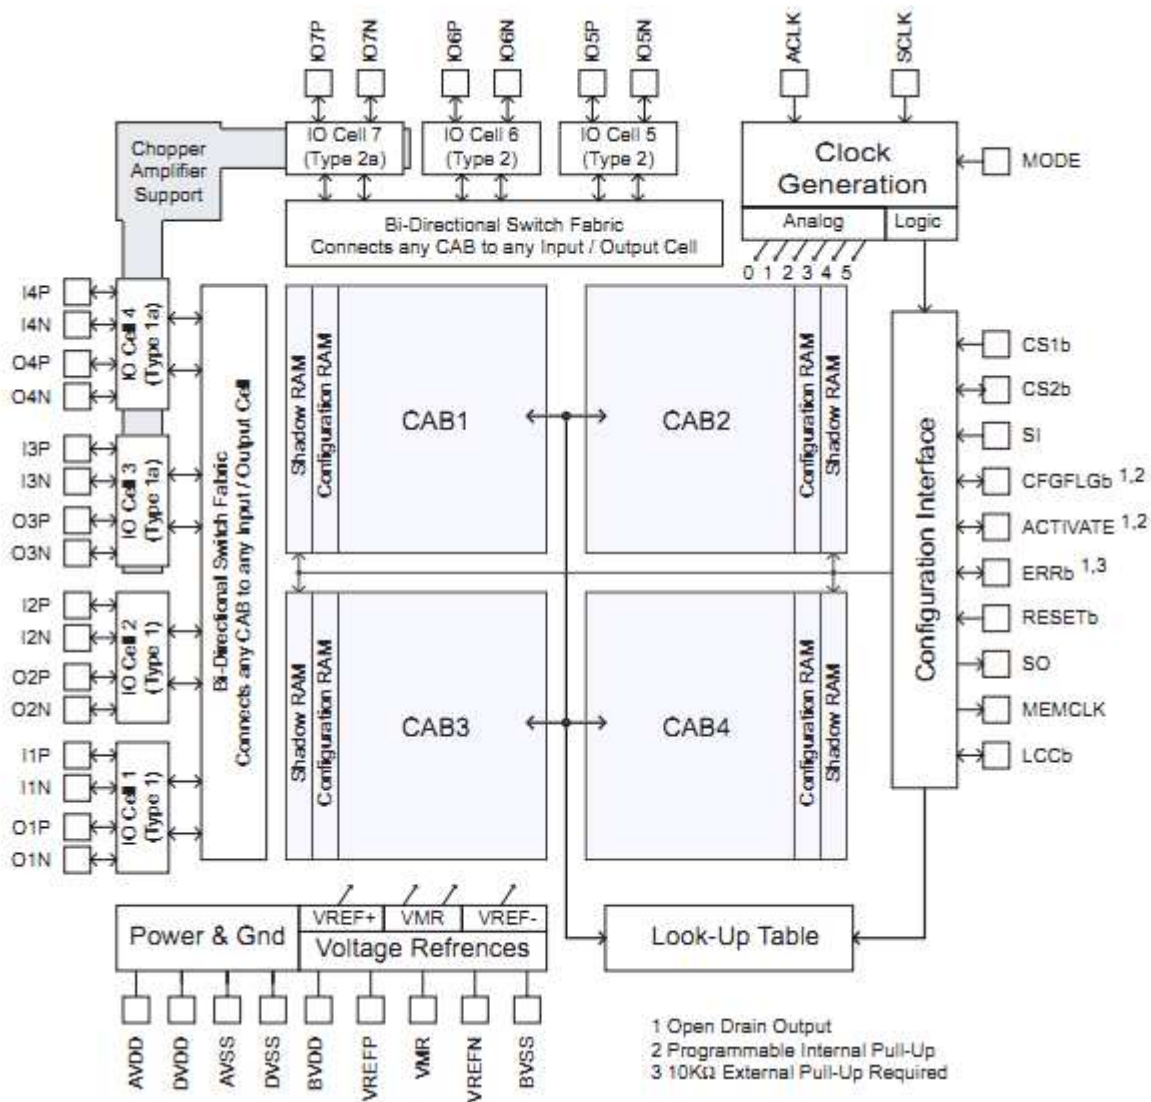 IO7P
IO7N
IO6P
IO6N
IO5P
IO5N
ACLK
SCLK
Chopper
Amplifier
Support
IO Cell 7
(Type 2a)
IO Cell 6
(Type 2)
IO Cell 5
(Type 2)
Clock
Generation
MODE
Analog
Logic
0 1 2 3 4 5
Bi-Directional Switch Fabric
Connects any CAB to any Input / Output Cell
I4P
I4N
O4P
O4N
IO Cell 4
(Type 1a)
I3P
I3N
O3P
O3N
IO Cell 3
(Type 1a)
I2P
I2N
O2P
O2N
IO Cell 2
(Type 1)
I1P
I1N
O1P
O1N
IO Cell 1
(Type 1)
Bi-Directional Switch Fabric
Connects any CAB to any Input / Output Cell
Shadow RAM
Configuration RAM
CAB1
CAB2
Configuration RAM
Shadow RAM
Shadow RAM
Configuration RAM
CAB3
CAB4
Configuration RAM
Shadow RAM
Configuration Interface
CS1b
CS2b
SI
CFGFLGb 1,2
ACTIVATE 1,2
ERRb 1,3
RESETb
SO
MEMCLK
LCCb
Power & Gnd
VREF+
VMR
VREF-
Voltage Refrences
Look-Up Table
AVDD
DVDD
AVSS
DVSS
BVDD
VREFP
VMR
VREFN
BVSS
1 Open Drain Output
2 Programmable Internal Pull-Up
3 10KΩ External Pull-Up Required